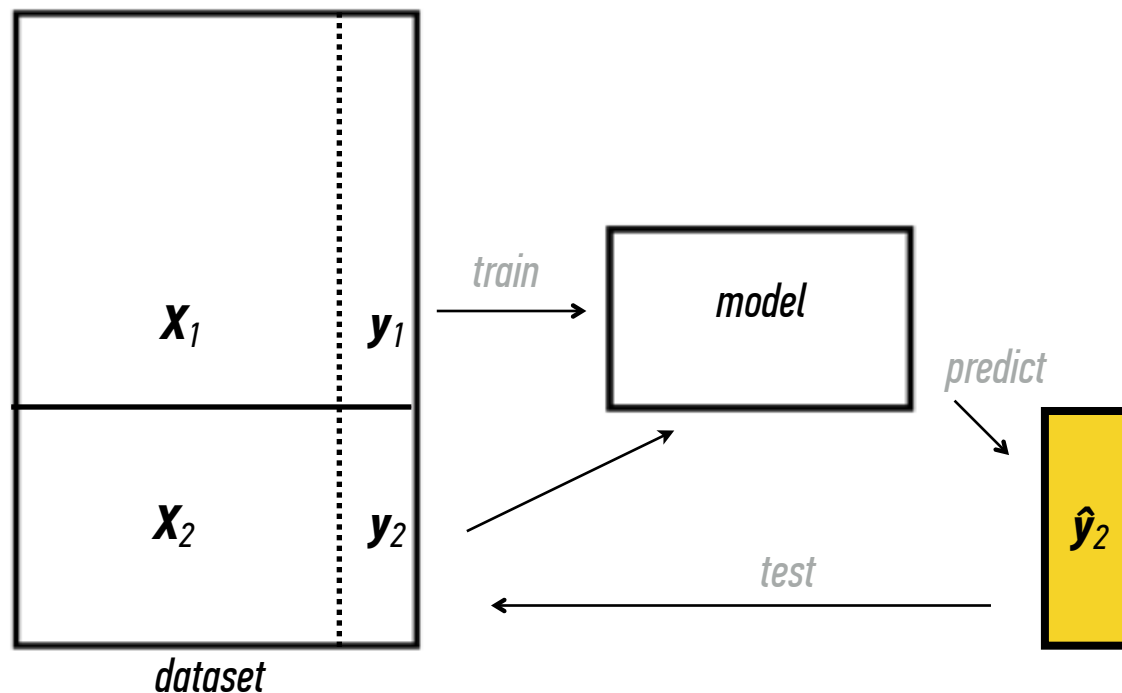 train
X₁ y₁
model
predict
X₂ y₂
ŷ₂
test
dataset